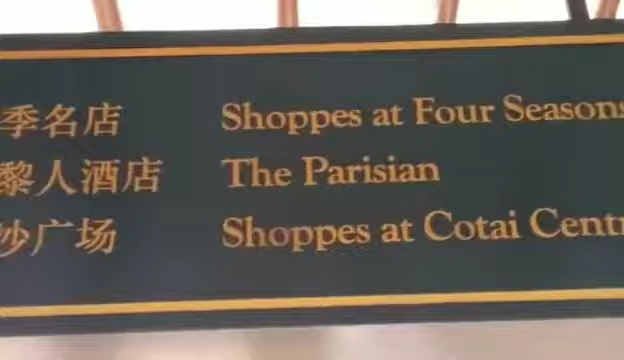 季名店 Shoppes at Four Seasons
黎人酒店 The Parisian
沙广场 Shoppes at Cotai Centr